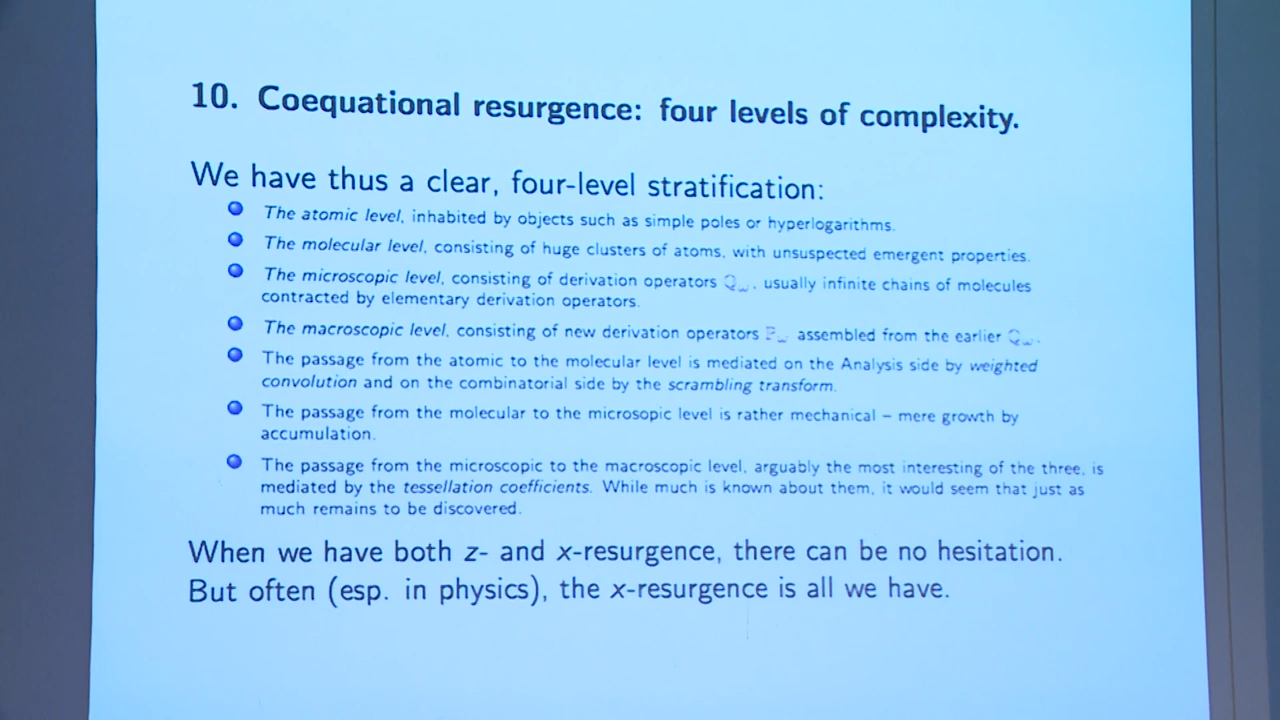 10. Coequational resurgence: four levels of complexity.
We have thus a clear, four-level stratification:
The atomic level, inhabited by objects such as simple poles or hyperlogarithms.
The molecular level, consisting of huge clusters of atoms, with unsuspected emergent properties.
The microscopic level, consisting of derivation operators , usually infinite chains of molecules
contracted by elementary derivation operators.
The macroscopic level, consisting of new derivation operators assembled from the earlier .
The passage from the atomic to the molecular level is mediated on the Analysis side by weighted
convolution and on the combinatorial side by the scrambling transform.
The passage from the molecular to the microsopic level is rather mechanical – mere growth by
accumulation.
The passage from the microscopic to the macroscopic level, arguably the most interesting of the three, is
mediated by the tessellation coefficients. While much is known about them, it would seem that just as
much remains to be discovered.
When we have both z- and x-resurgence, there can be no hesitation.
But often (esp. in physics), the x-resurgence is all we have.